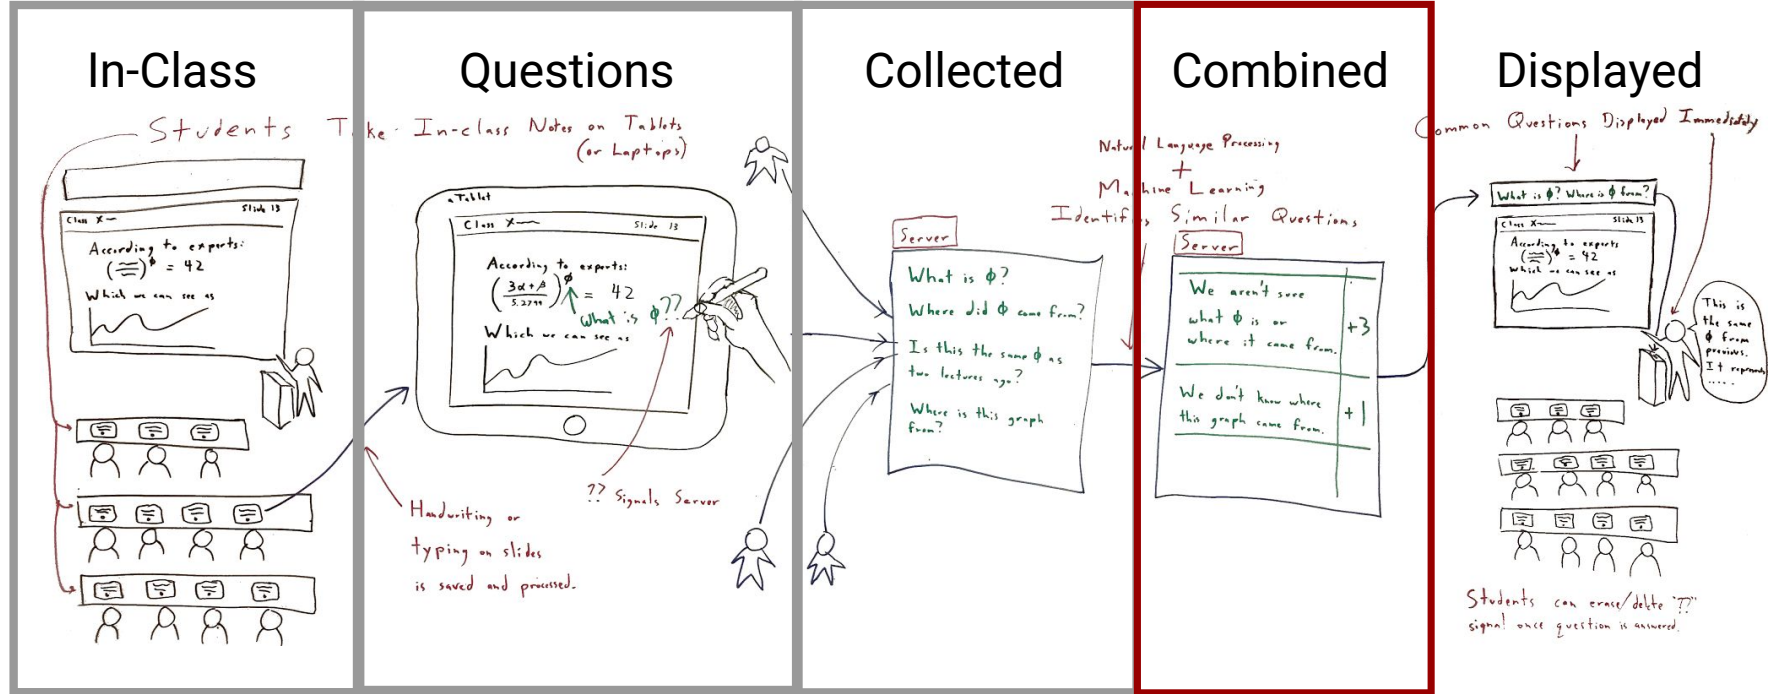 In-Class
Questions
Collected
Combined
Displayed
Students Take In-class Notes on Tablets
(or Laptops)
Class X
Slide 13
According to experts:
= 42
Which we can see as
Tablet
Class X
Slide 13
According to experts:
(3α+β / 5.2794)^ϕ = 42
What is ϕ??
Which we can see as
?? Signals Server
Handwriting or
typing on slides
is saved and processed.
Server
What is ϕ?
Where did ϕ come from?
Is this the same ϕ as
two lectures ago?
Where is this graph
from?
Natural Language Processing
+
Machine Learning
Identifies Similar Questions
Server
We aren't sure
what ϕ is or
where it came from.
+3
We don't know where
this graph came from.
+1
Common Questions Displayed Immediately
What is ϕ? Where is ϕ from?
Class X
Slide 13
According to experts
= 42
Which we can see as
This is
the same
ϕ from
previous.
It represents
.....
Students can erase/delete "??"
signal once question is answered.